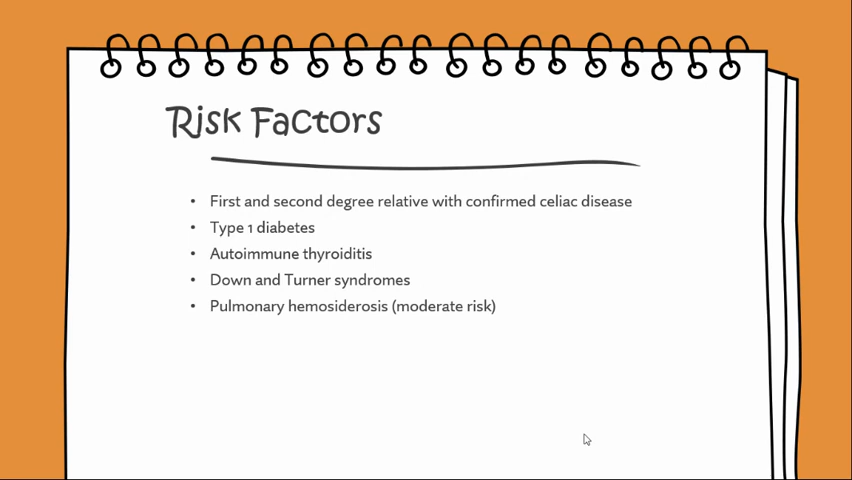 Risk Factors
• First and second degree relative with confirmed celiac disease
• Type 1 diabetes
• Autoimmune thyroiditis
• Down and Turner syndromes
• Pulmonary hemosiderosis (moderate risk)